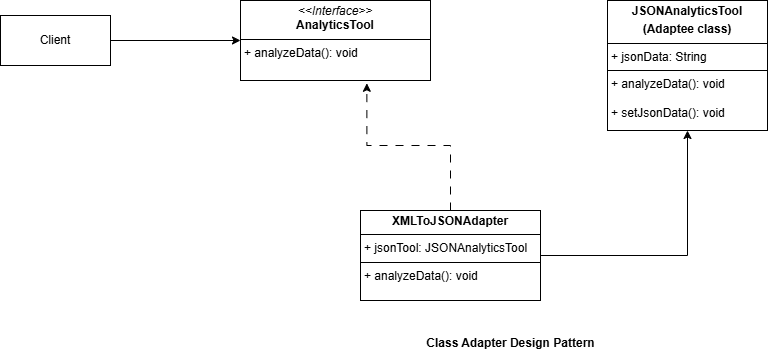 Client
<<Interface>>
AnalyticsTool
+ analyzeData(): void
JSONAnalyticsTool
(Adaptee class)
+ jsonData: String
+ analyzeData(): void
+ setJsonData(): void
XMLToJSONAdapter
+ jsonTool: JSONAnalyticsTool
+ analyzeData(): void
Class Adapter Design Pattern